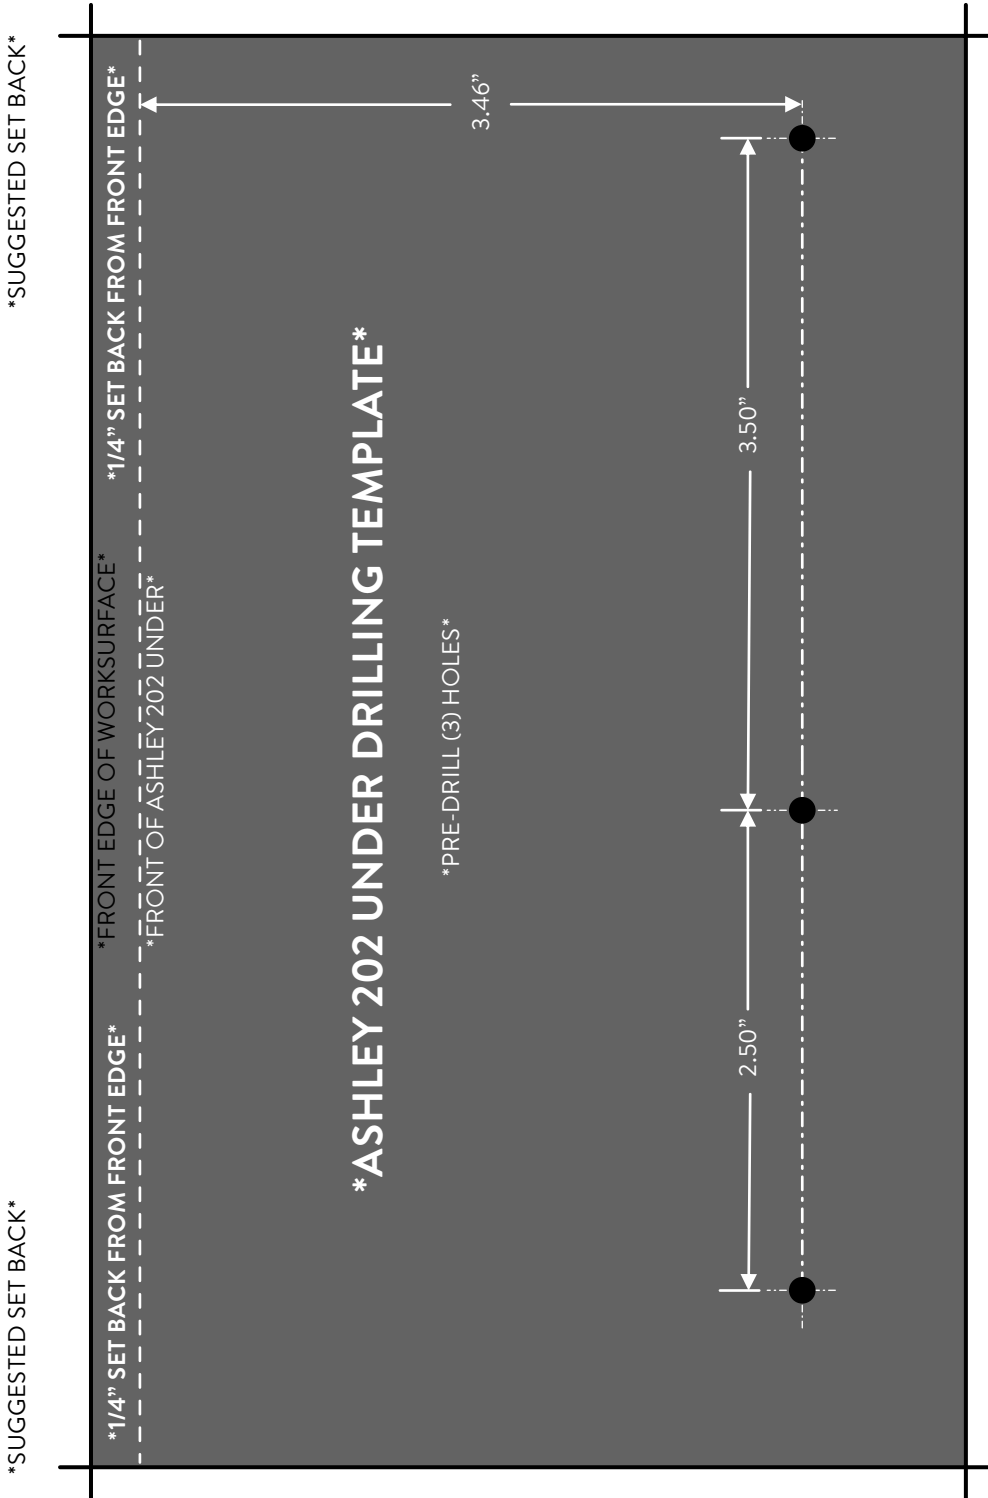 *SUGGESTED SET BACK*
*SUGGESTED SET BACK*
*1/4” SET BACK FROM FRONT EDGE*
*FRONT EDGE OF WORKSURFACE*
*1/4” SET BACK FROM FRONT EDGE*
*FRONT OF ASHLEY 202 UNDER*
*ASHLEY 202 UNDER DRILLING TEMPLATE*
*PRE-DRILL (3) HOLES*
3.46”
2.50”
3.50”